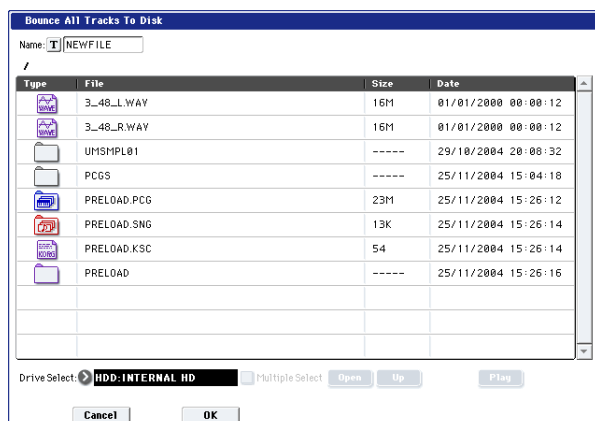 Bounce All Tracks To Disk
Name: T NEWFILE
/
Type File Size Date
WAVE 3_48_L.WAV 16M 01/01/2000 00:00:12
WAVE 3_48_R.WAV 16M 01/01/2000 00:00:12
UMSMPL01 ----- 29/10/2004 20:08:32
PCGS ----- 25/11/2004 15:04:18
PRELOAD.PCG 23M 25/11/2004 15:26:12
PRELOAD.SNG 13K 25/11/2004 15:26:14
KORG PRELOAD.KSC 54 25/11/2004 15:26:14
PRELOAD ----- 25/11/2004 15:26:16
Drive Select: HDD:INTERNAL HD Multiple Select Open Up Play
Cancel OK